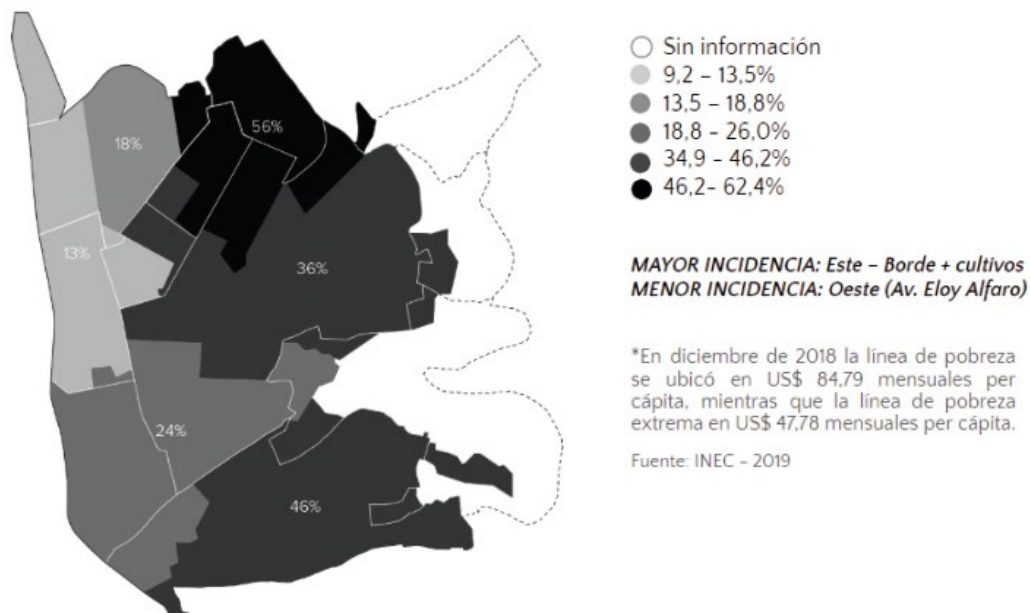 18%
56%
13%
36%
24%
46%
Sin información
9,2 – 13,5%
13,5 – 18,8%
18,8 – 26,0%
34,9 – 46,2%
46,2– 62,4%
MAYOR INCIDENCIA: Este – Borde + cultivos
MENOR INCIDENCIA: Oeste (Av. Eloy Alfaro)
*En diciembre de 2018 la línea de pobreza
se ubicó en US$ 84,79 mensuales per
cápita, mientras que la línea de pobreza
extrema en US$ 47,78 mensuales per cápita.
Fuente: INEC – 2019